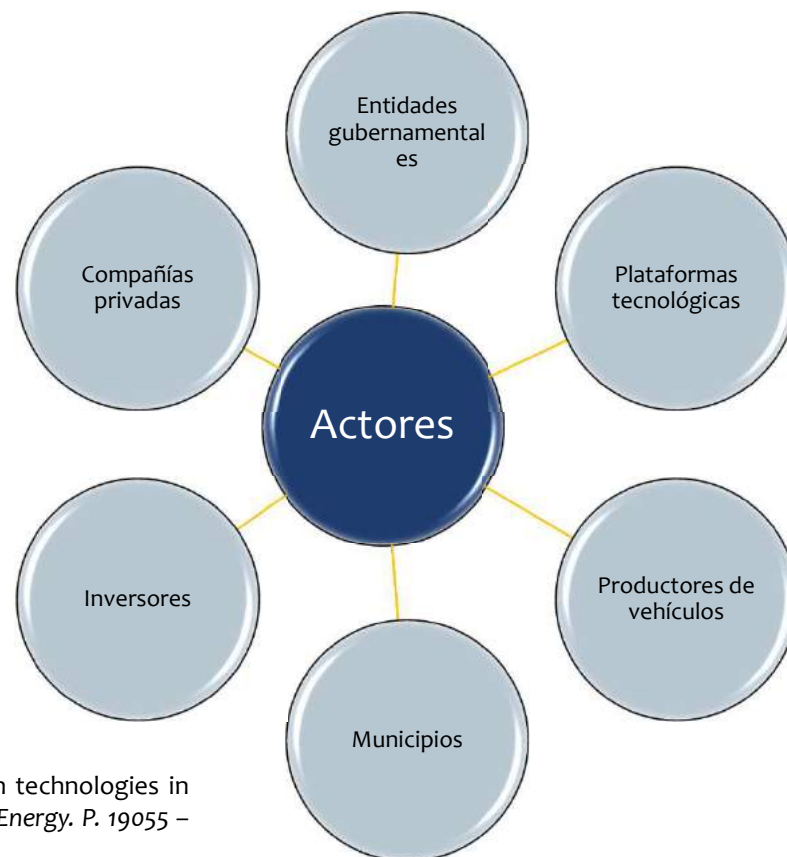 Entidades
gubernamental
es
Compañías
privadas
Plataformas
tecnológicas
Actores
Inversores
Productores de
vehículos
Municipios
n technologies in
Energy. P. 19055 –